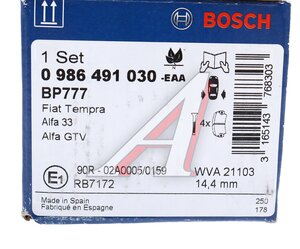 BOSCH
1 Set
0 986 491 030 -EAA
BP777
Fiat Tempra
Alfa 33
Alfa GTV
4x
3 165143 768303
E1
90R - 02A0005/0159
RB7172
WVA 21103
14,4 mm
Made in Spain
Fabriqué en Espagne
250
178